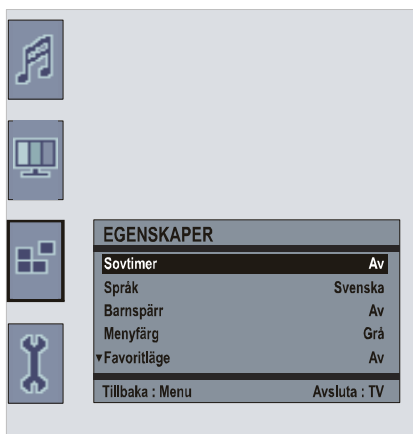 EGENSKAPER
Sovtimer Av
Språk Svenska
Barnspärr Av
Menyfärg Grå
▾Favoritläge Av
Tillbaka : Menu Avsluta : TV